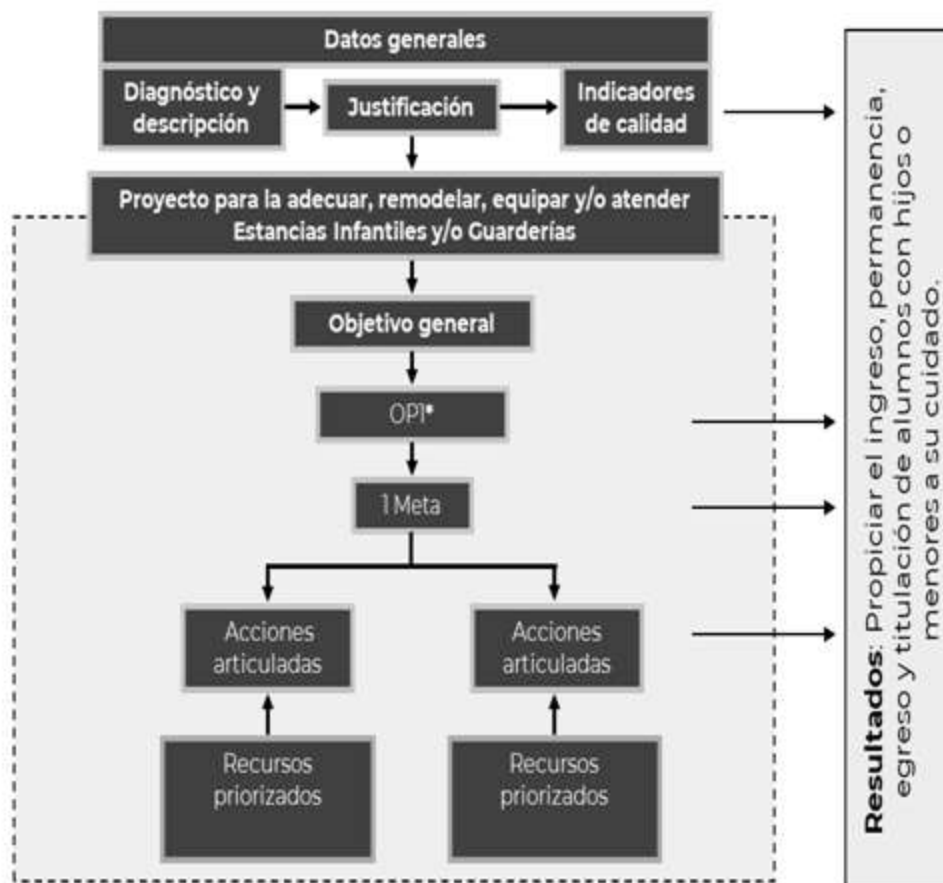 Datos generales
Diagnóstico y
descripción
Justificación
Indicadores
de calidad
Proyecto para la adecuar, remodelar, equipar y/o atender
Estancias Infantiles y/o Guarderías
Objetivo general
OP1*
1 Meta
Acciones
articuladas
Acciones
articuladas
Recursos
priorizados
Recursos
priorizados
Resultados: Propiciar el ingreso, permanencia,
egreso y titulación de alumnos con hijos o
menores a su cuidado.